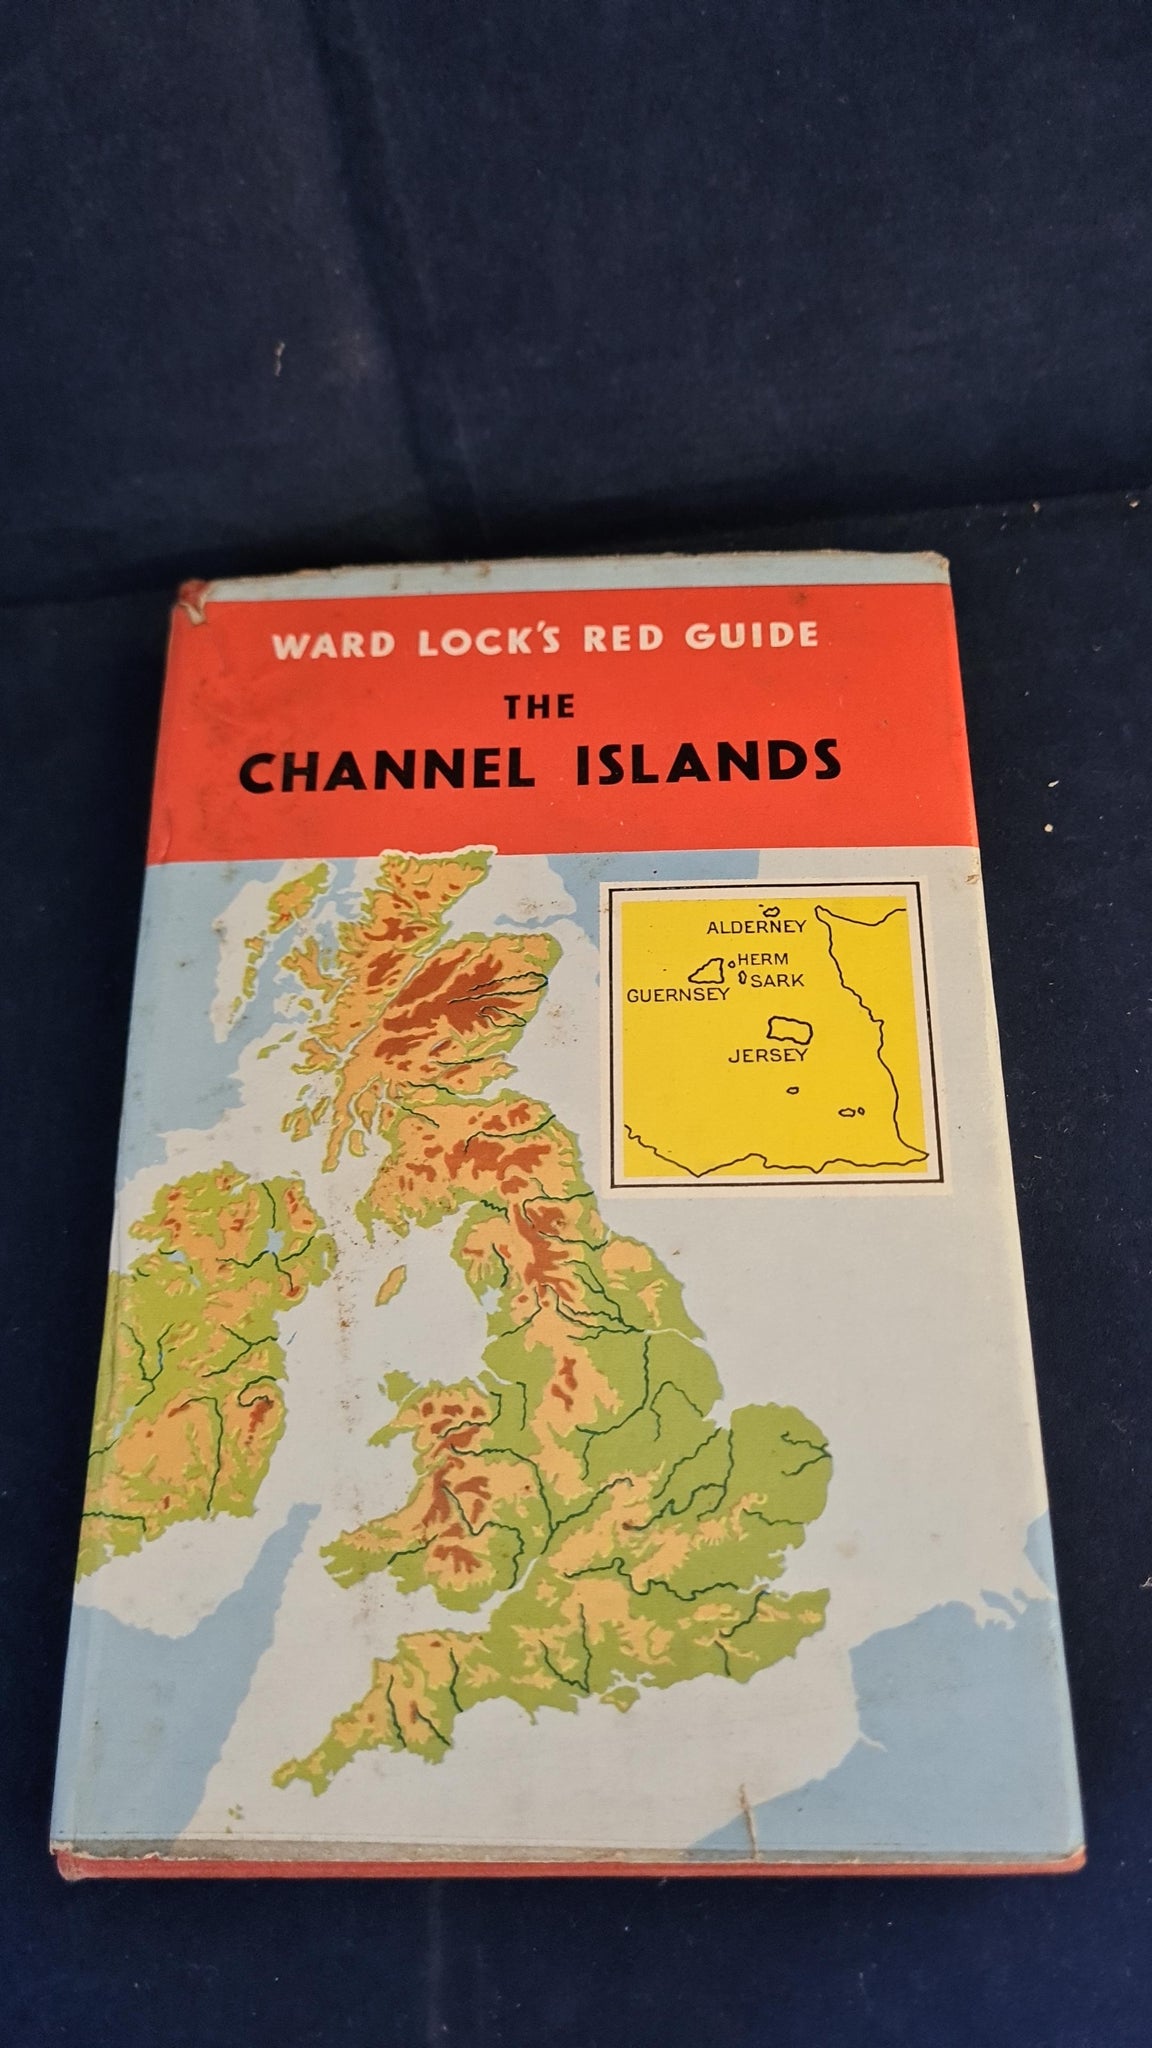 WARD LOCK'S RED GUIDE
THE
CHANNEL ISLANDS
ALDERNEY
HERM
SARK
GUERNSEY
JERSEY